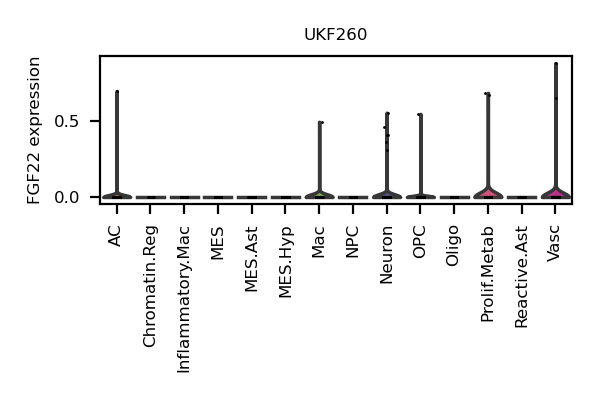 UKF260
FGF22 expression
0.5
0.0
AC
Chromatin.Reg
Inflammatory.Mac
MES
MES.Ast
MES.Hyp
Mac
NPC
Neuron
OPC
Oligo
Prolif.Metab
Reactive.Ast
Vasc